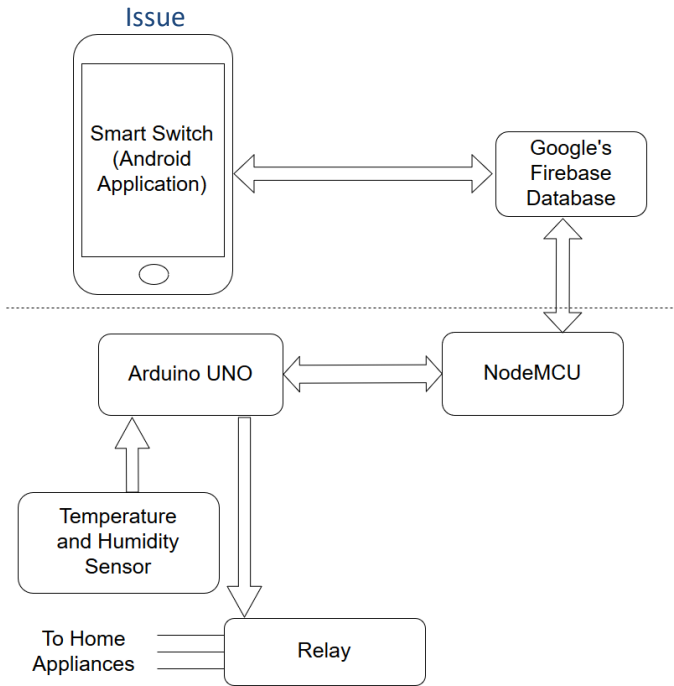 Issue
Smart Switch
(Android
Application)
Google's
Firebase
Database
Arduino UNO
NodeMCU
Temperature
and Humidity
Sensor
To Home
Appliances
Relay